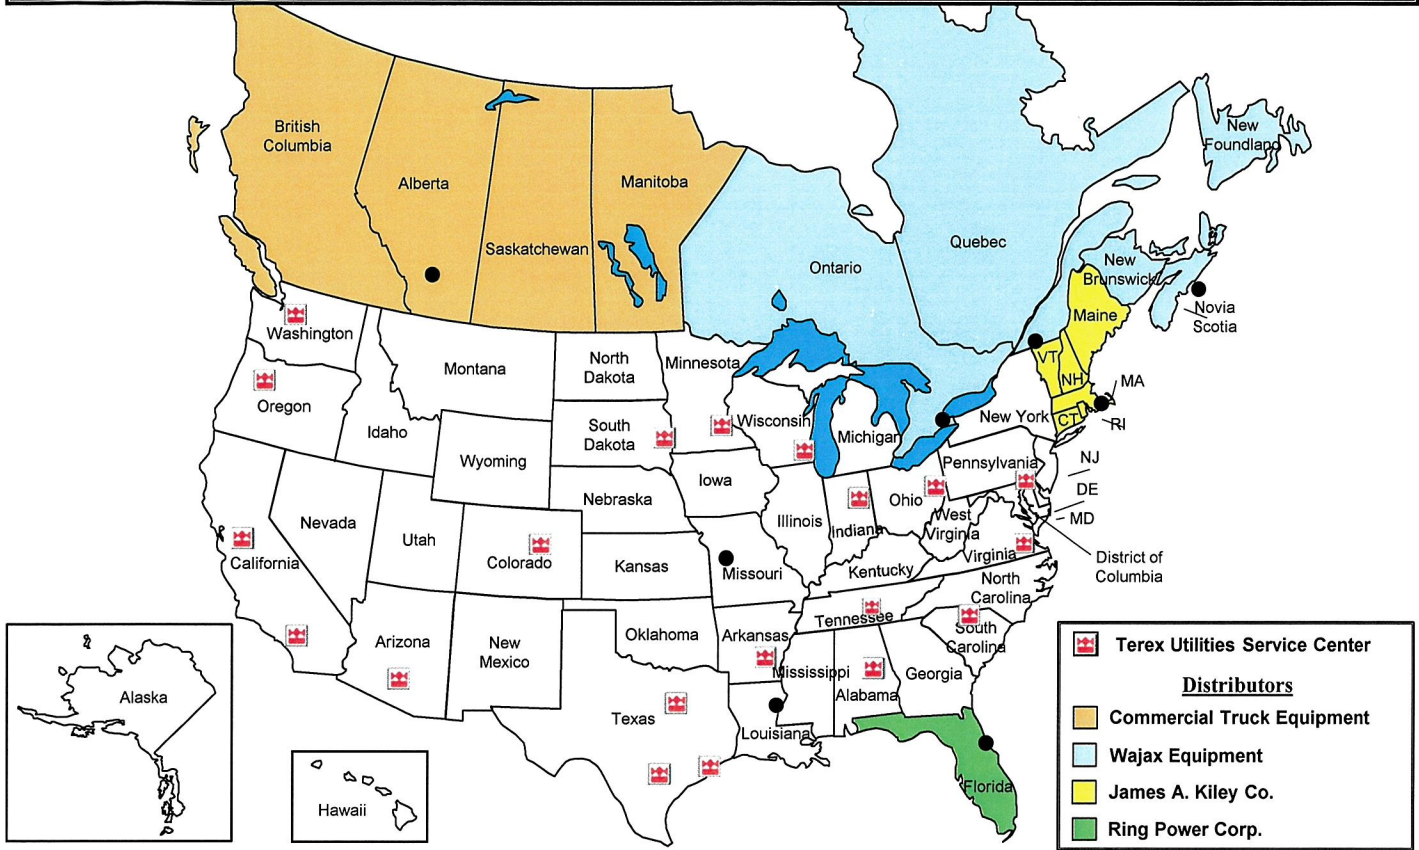 New
Foundland
British
Columbia
Alberta
Manitoba
Saskatchewan
Ontario
Quebec
New
Brunswick
Novia
Scotia
Maine
Washington
Montana
North
Dakota
Minnesota
VT
NH
MA
Oregon
Idaho
South
Dakota
Wisconsin
Michigan
New York
CT
RI
Wyoming
Iowa
Pennsylvania
NJ
Nebraska
Illinois
Indiana
Ohio
West
Virginia
DE
MD
Nevada
Utah
Colorado
California
Kansas
Missouri
Kentucky
Virginia
District of
Columbia
North
Carolina
Arizona
New
Mexico
Oklahoma
Arkansas
Tennessee
South
Carolina
Mississippi
Alabama
Georgia
Texas
Louisiana
Florida
Alaska
Hawaii
Terex Utilities Service Center
Distributors
Commercial Truck Equipment
Wajax Equipment
James A. Kiley Co.
Ring Power Corp.